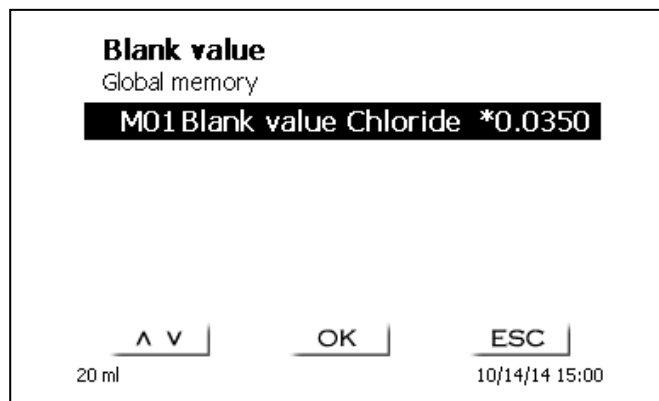 Blank value
Global memory
M01 Blank value Chloride *0.0350
∧ ∨ OK ESC
20 ml 10/14/14 15:00